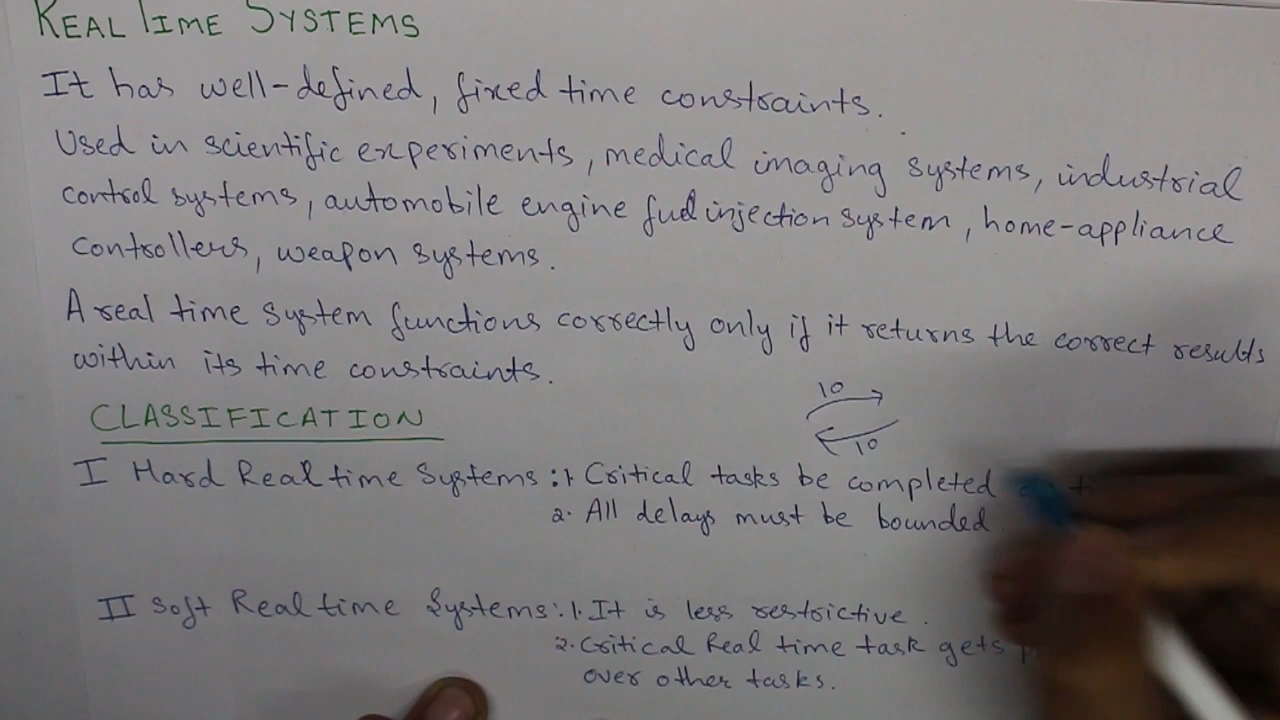 REAL TIME SYSTEMS
It has well-defined, fixed time constraints.
Used in scientific experiments, medical imaging systems, industrial
control systems, automobile engine fuel injection system, home-appliance
controllers, weapon systems.
A real time system functions correctly only if it returns the correct results
within its time constraints.
CLASSIFICATION
10
10
I Hard Real time Systems : 1. Critical tasks be completed
2. All delays must be bounded
II Soft Real time Systems : 1. It is less restrictive.
2. Critical Real time task gets
over other tasks.